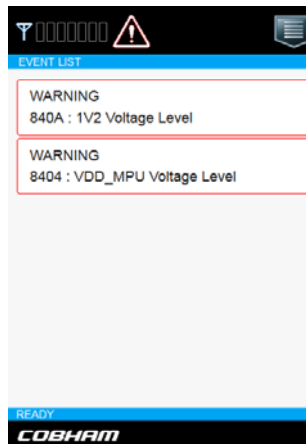 EVENT LIST
WARNING
840A : 1V2 Voltage Level
WARNING
8404 : VDD_MPU Voltage Level
READY
COBHAM